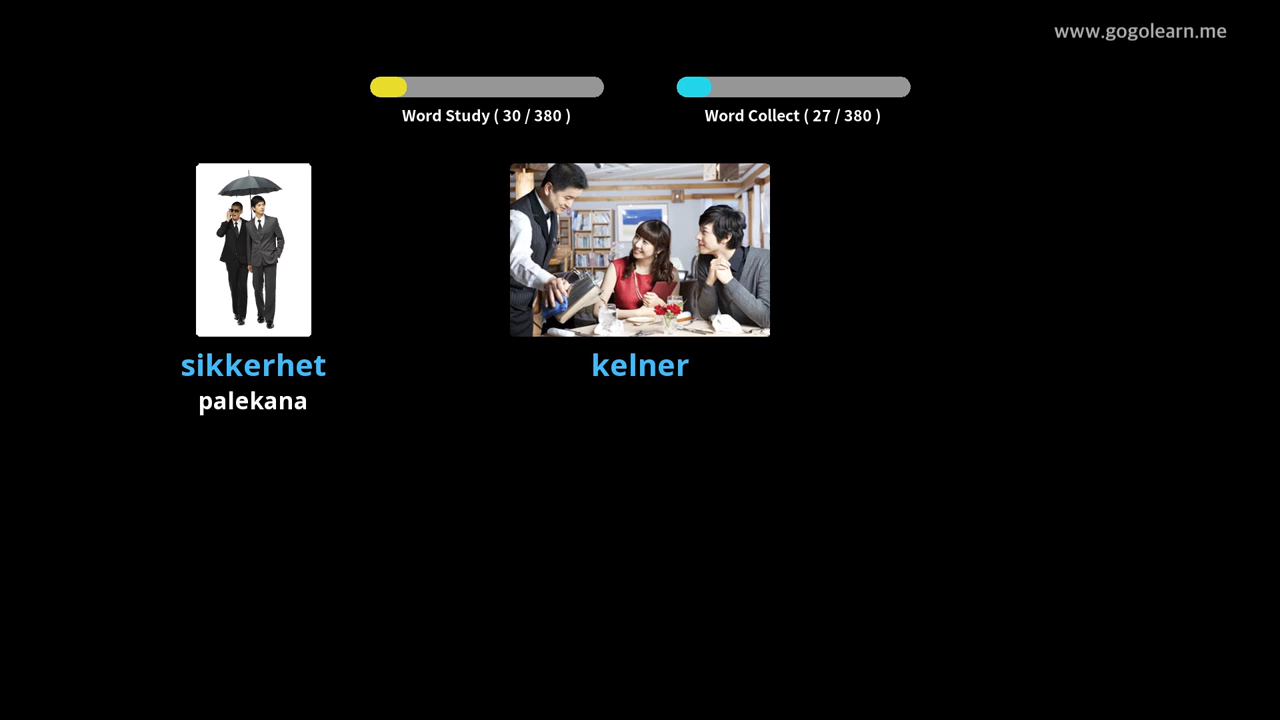 www.gogolearn.me
Word Study ( 30 / 380 )
Word Collect ( 27 / 380 )
sikkerhet
kelner
palekana